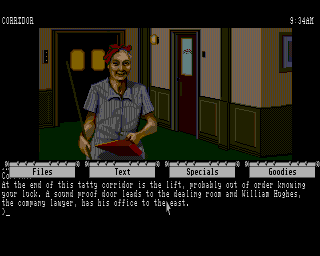 CORRIDOR 9:34AM
Files Text Specials Goodies
At the end of this tatty corridor is the lift, probably out of order knowing
your luck. A sound proof door leads to the dealing room and William Hughes,
the company lawyer, has his office to the east.
>_